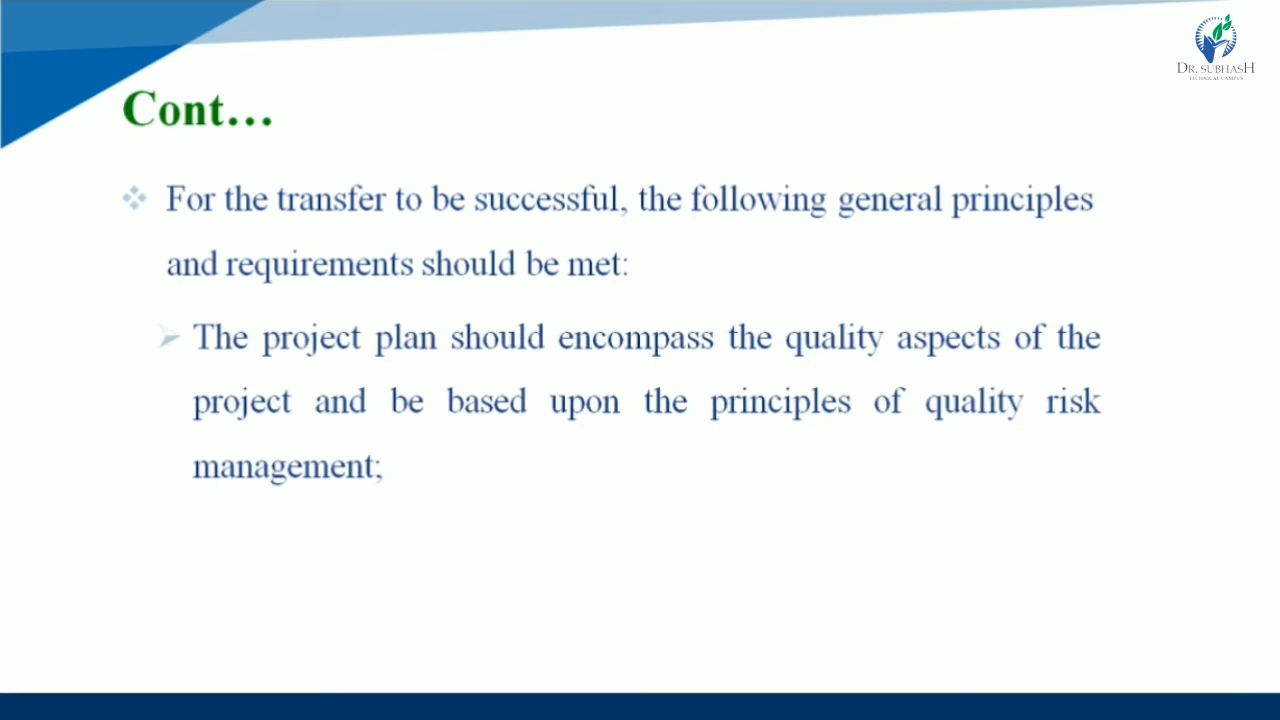 DR. SUBHASH
TECHNICAL CAMPUS
Cont...
For the transfer to be successful, the following general principles
and requirements should be met:
The project plan should encompass the quality aspects of the
project and be based upon the principles of quality risk
management;